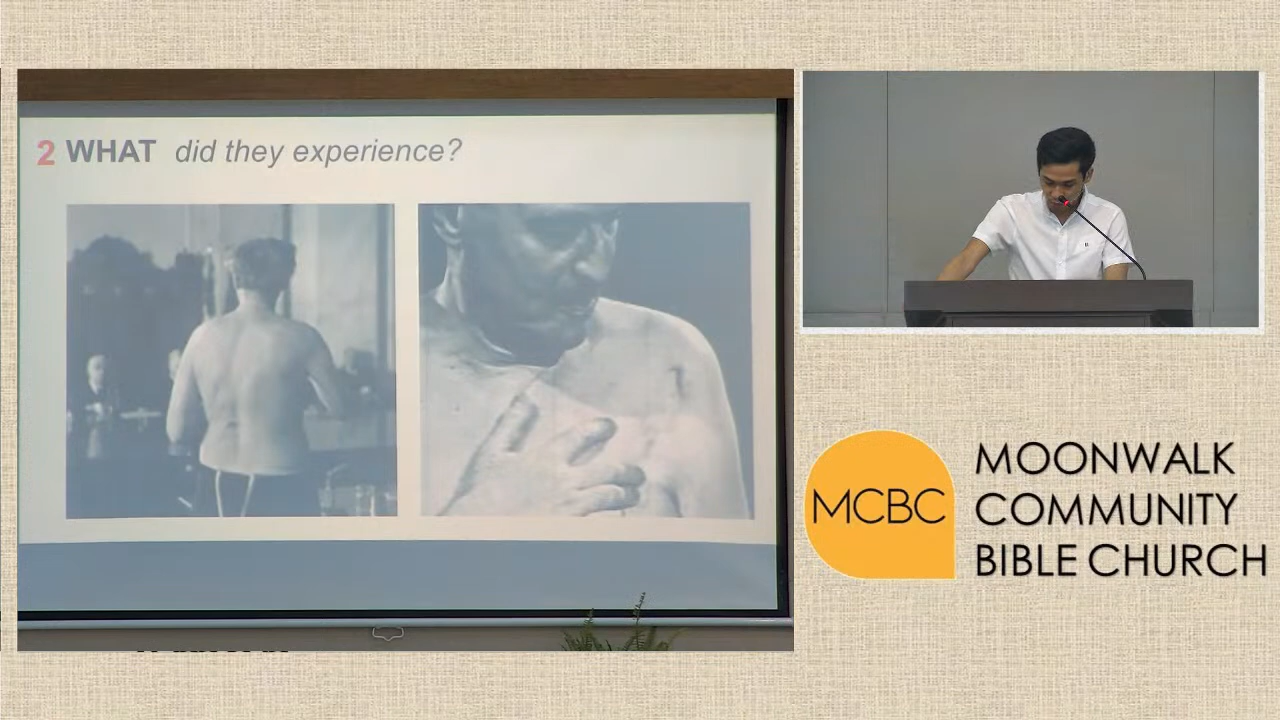 2 WHAT did they experience?
MCBC
MOONWALK
COMMUNITY
BIBLE CHURCH